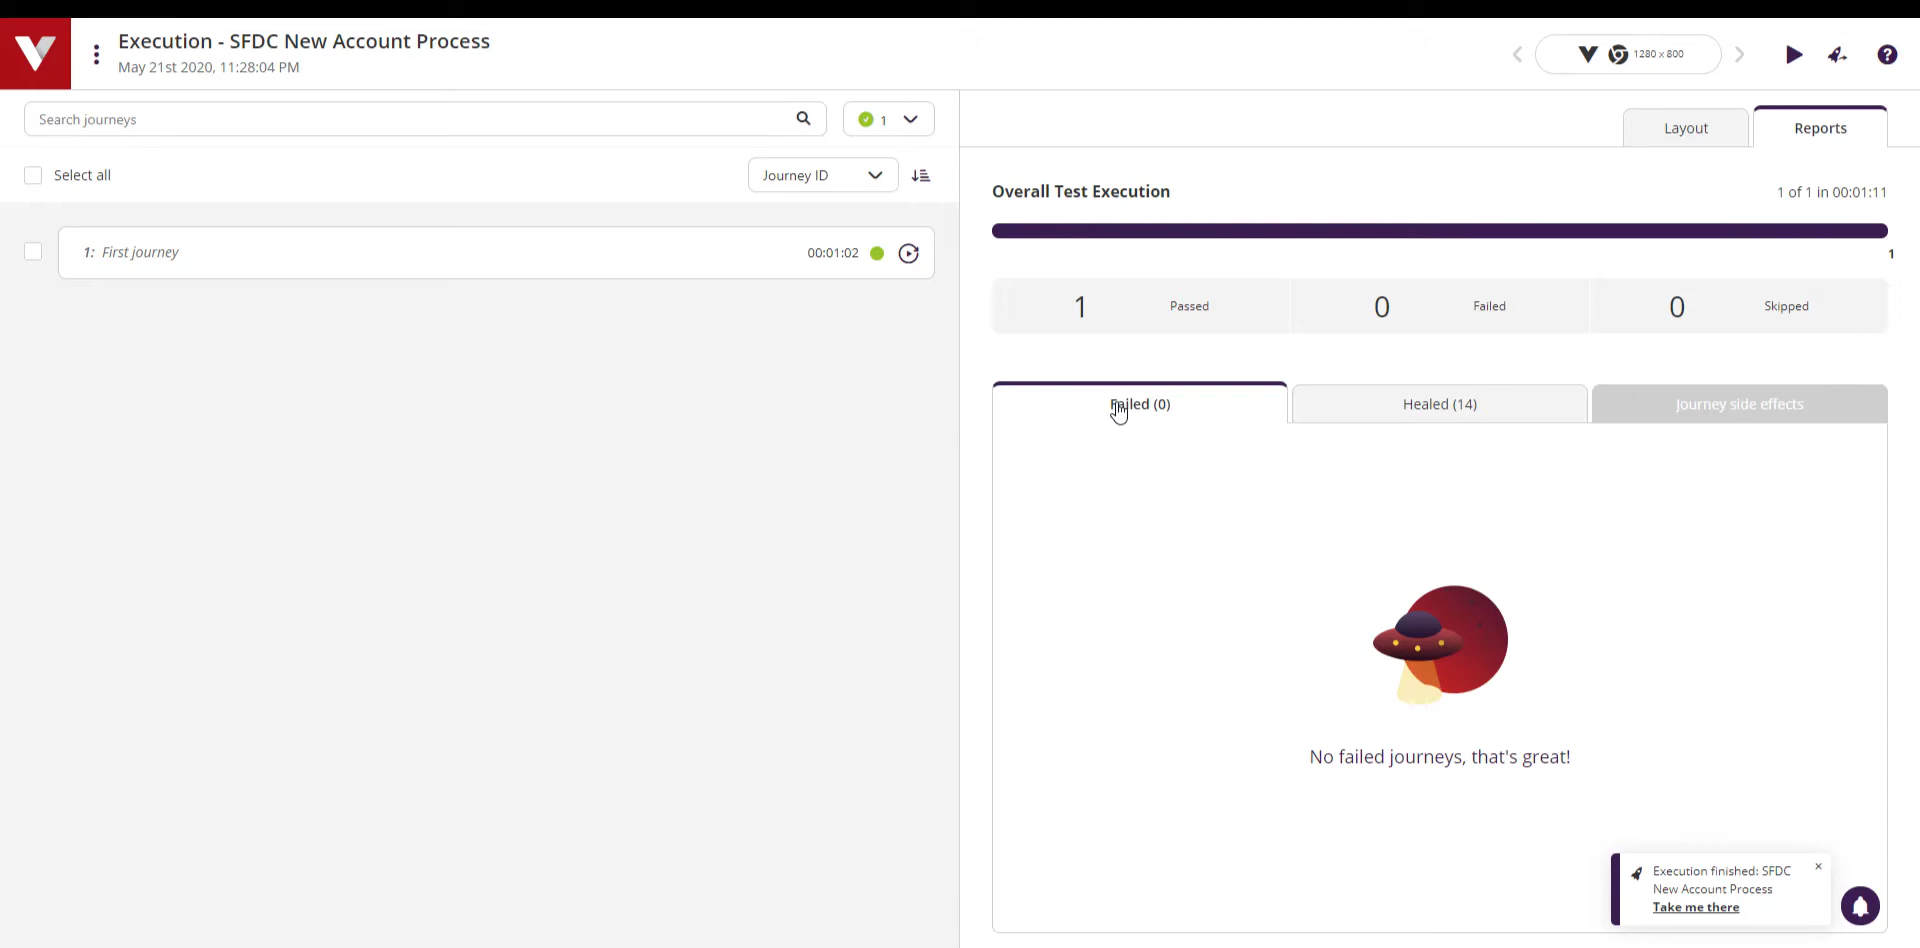 Execution - SFDC New Account Process
May 21st 2020, 11:28:04 PM
1280 x 800
Search journeys
1
Layout
Reports
Select all
Journey ID
Overall Test Execution
1 of 1 in 00:01:11
1
1: First journey
00:01:02
1 Passed
0 Failed
0 Skipped
Failed (0)
Healed (14)
Journey side effects
No failed journeys, that's great!
Execution finished: SFDC
New Account Process
Take me there